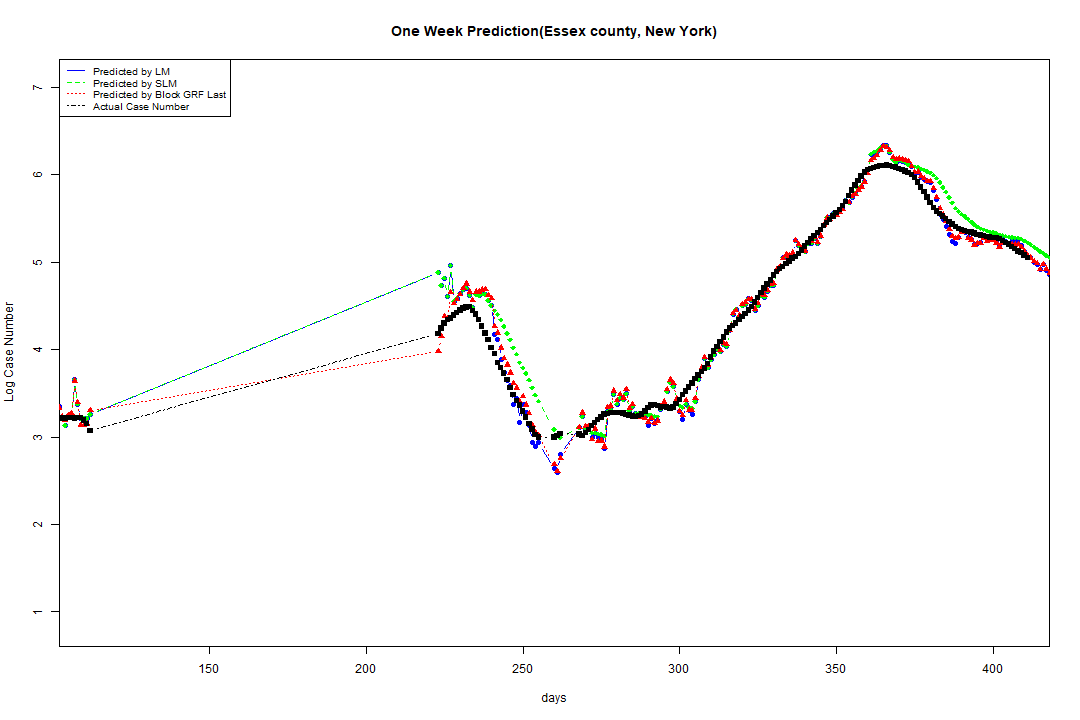 One Week Prediction(Essex county, New York)
Predicted by LM
Predicted by SLM
Predicted by Block GRF Last
Actual Case Number
7
6
5
4
3
2
1
Log Case Number
150 200 250 300 350 400
days